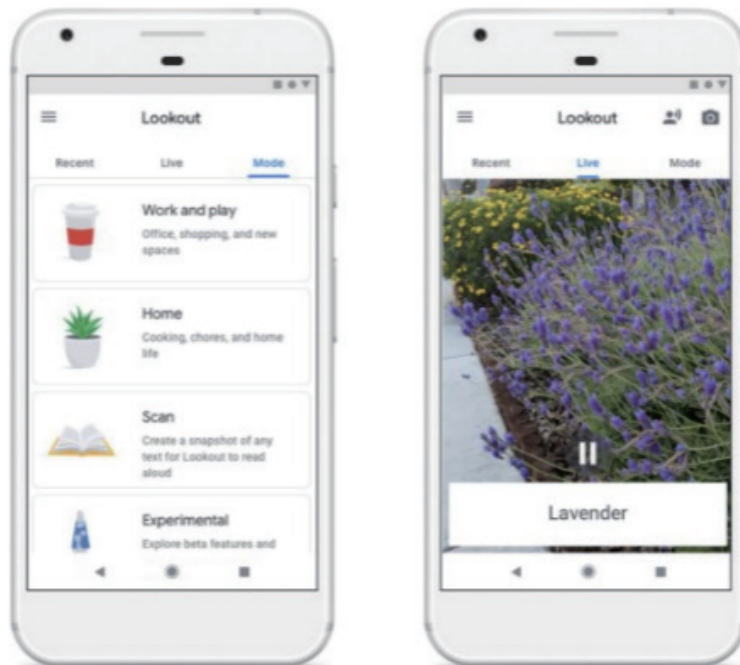 Lookout
Recent Live Mode
Work and play
Office, shopping, and new
spaces
Home
Cooking, chores, and home
life
Scan
Create a snapshot of any
text for Lookout to read
aloud
Experimental
Explore beta features and
Lookout
Recent Live Mode
Lavender